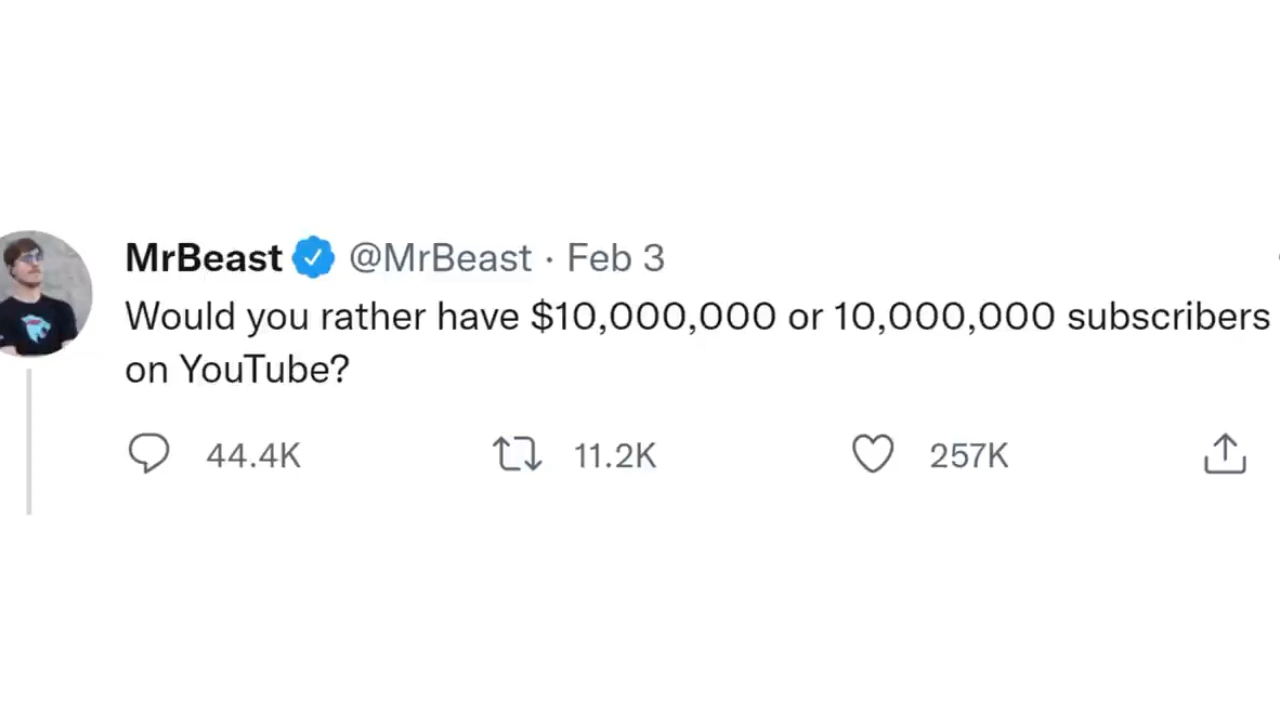 MrBeast @MrBeast · Feb 3
Would you rather have $10,000,000 or 10,000,000 subscribers
on YouTube?
44.4K 11.2K 257K